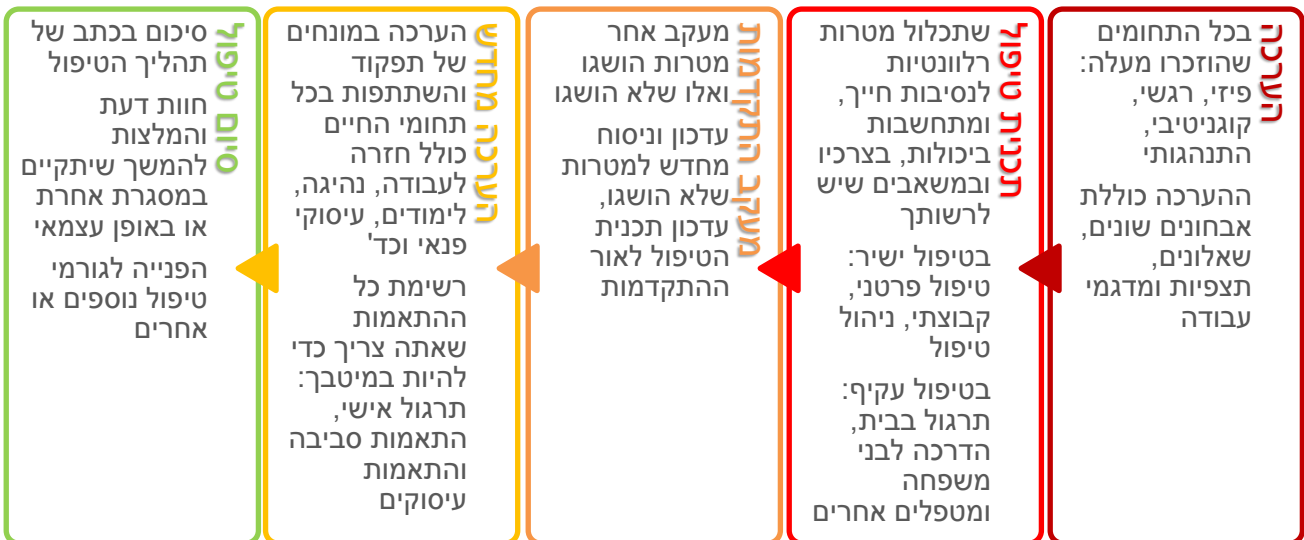 הערכה
בכל התחומים
שהוזכרו מעלה:
פיזי, רגשי,
קוגניטיבי,
התנהגותי
ההערכה כוללת
אבחונים שונים,
שאלונים,
תצפיות ומדגמי
עבודה
תכנית טיפול
שתכלול מטרות
רלוונטיות
לנסיבות חייך,
ומתחשבות
ביכולות, בצרכיו
ובמשאבים שיש
לרשותך
בטיפול ישיר:
טיפול פרטני,
קבוצתי, ניהול
טיפול
בטיפול עקיף:
תרגול בבית,
הדרכה לבני
משפחה
ומטפלים אחרים
מעקב התקדמות
מעקב אחר
מטרות הושגו
ואלו שלא הושגו
עדכון וניסוח
מחדש למטרות
שלא הושגו,
עדכון תכנית
הטיפול לאור
ההתקדמות
הערכה מחדש
הערכה במונחים
של תפקוד
והשתתפות בכל
תחומי החיים
כולל חזרה
לעבודה, נהיגה,
לימודים, עיסוקי
פנאי וכד'
רשימת כל
ההתאמות
שאתה צריך כדי
להיות במיטבך:
תרגול אישי,
התאמות סביבה
והתאמות
עיסוקים
סיום טיפול
סיכום בכתב של
תהליך הטיפול
חוות דעת
והמלצות
להמשך שיתקיים
במסגרת אחרת
או באופן עצמאי
הפנייה לגורמי
טיפול נוספים או
אחרים